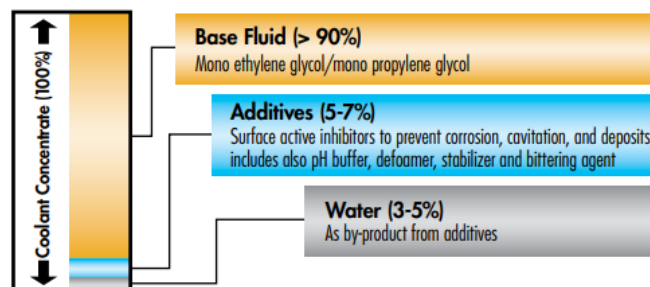 Coolant Concentrate (100%)
Base Fluid (> 90%)
Mono ethylene glycol/mono propylene glycol
Additives (5-7%)
Surface active inhibitors to prevent corrosion, cavitation, and deposits
includes also pH buffer, defoamer, stabilizer and bittering agent
Water (3-5%)
As by-product from additives